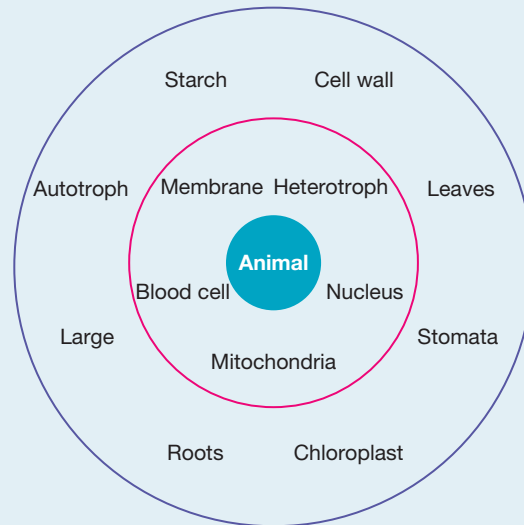 Starch Cell wall
Autotroph Membrane Heterotroph Leaves
Animal
Blood cell Nucleus
Large Mitochondria Stomata
Roots Chloroplast